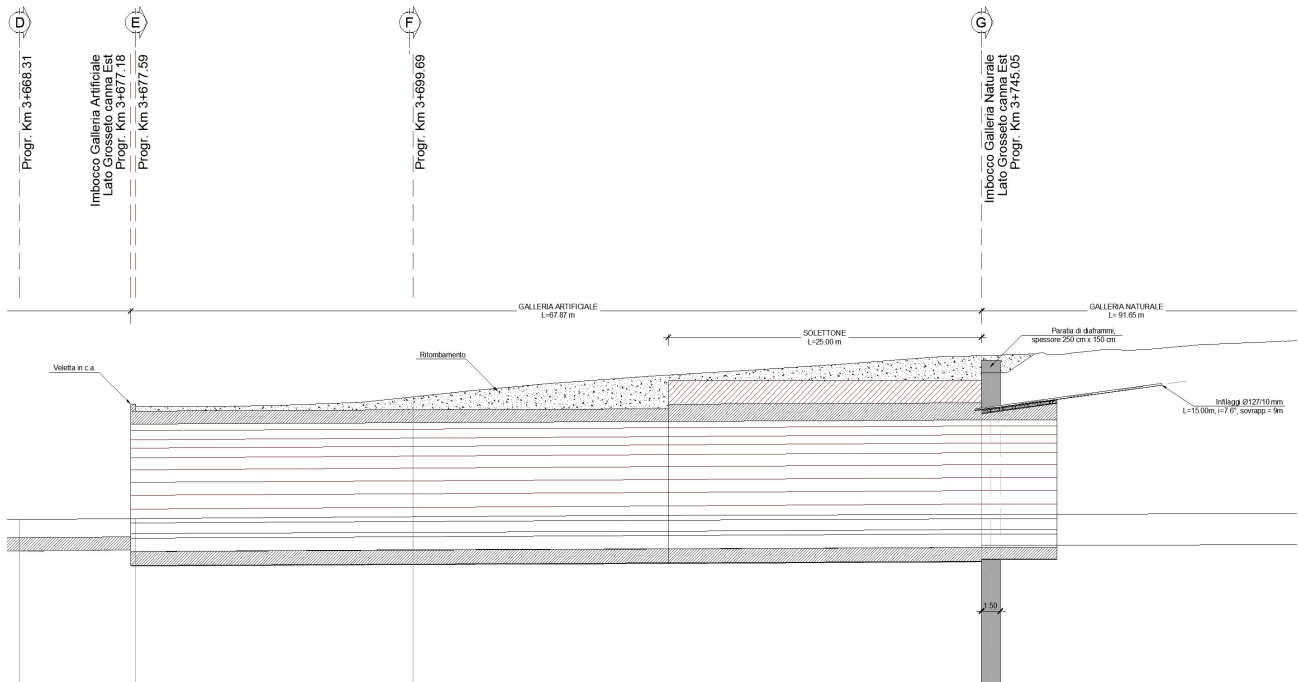 D
E
F
G
Progr. Km 3+668.31
Imbocco Galleria Artificiale
Lato Grosseto canna Est
Progr. Km 3+677.18
Progr. Km 3+677.59
Progr. Km 3+699.69
Imbocco Galleria Naturale
Lato Grosseto canna Est
Progr. Km 3+745.05
GALLERIA ARTIFICIALE
L=67.87 m
GALLERIA NATURALE
L= 91.65 m
SOLETTONE
L=25.00 m
Paratia di diaframmi,
spessore 250 cm x 150 cm
Ritombamento
Veletta in c.a.
Infilaggi Ø127/10 mm
L=15.00m, i=7.6°, sovrapp = 9m
1.50